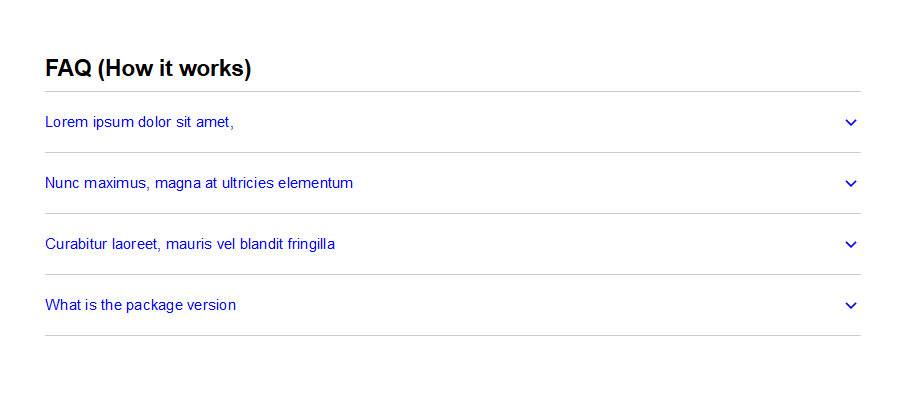 FAQ (How it works)
Lorem ipsum dolor sit amet,
Nunc maximus, magna at ultricies elementum
Curabitur laoreet, mauris vel blandit fringilla
What is the package version